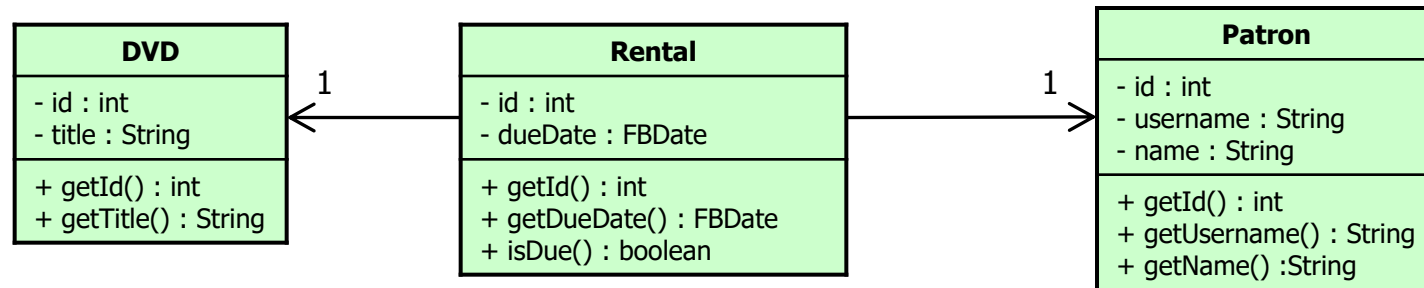 DVD
- id : int
- title : String
+ getId() : int
+ getTitle() : String
1
Rental
- id : int
- dueDate : FBDate
+ getId() : int
+ getDueDate() : FBDate
+ isDue() : boolean
1
Patron
- id : int
- username : String
- name : String
+ getId() : int
+ getUsername() : String
+ getName() :String